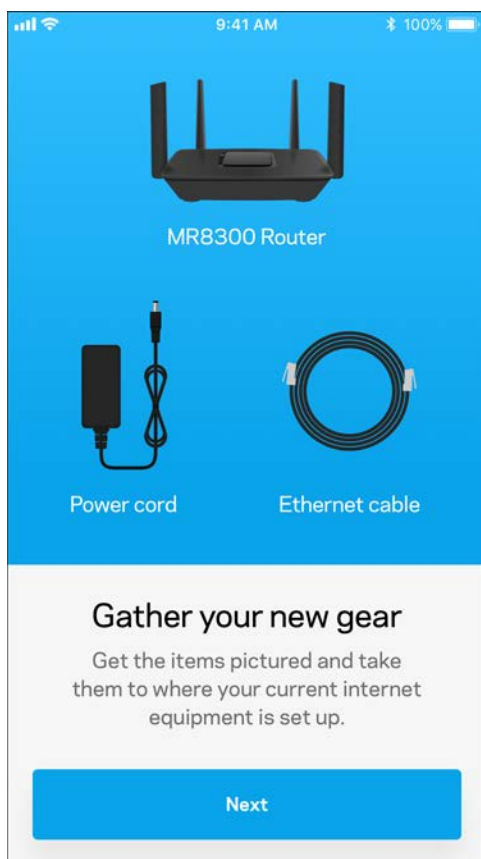 9:41 AM
100%
MR8300 Router
Power cord
Ethernet cable
Gather your new gear
Get the items pictured and take
them to where your current internet
equipment is set up.
Next